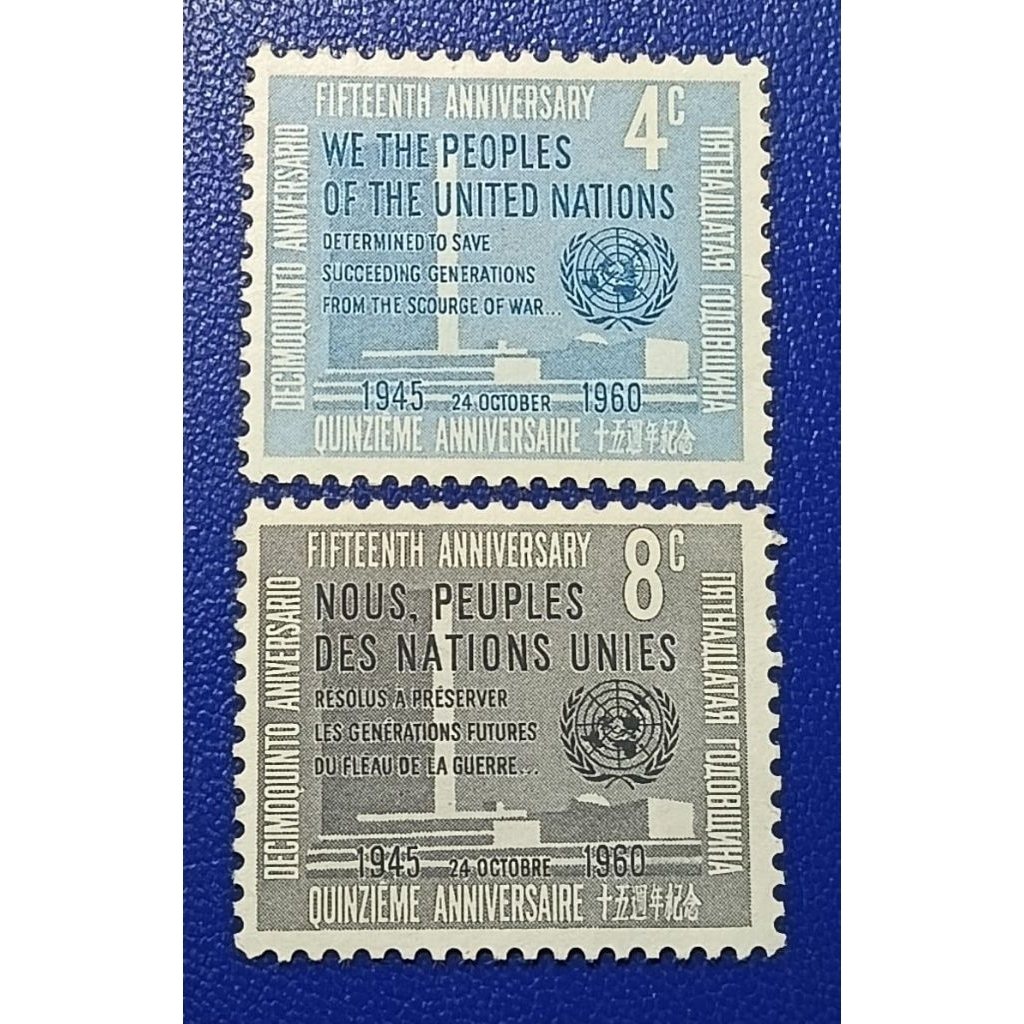 FIFTEENTH ANNIVERSARY
4c
WE THE PEOPLES
OF THE UNITED NATIONS
DETERMINED TO SAVE
SUCCEEDING GENERATIONS
FROM THE SCOURGE OF WAR...
DECIMOQUINTO ANIVERSARIO
ПЯТНАДЦАТАЯ ГОДОВЩИНА
1945 24 OCTOBER 1960
QUINZIÈME ANNIVERSAIRE 十五週年紀念
FIFTEENTH ANNIVERSARY
8c
NOUS, PEUPLES
DES NATIONS UNIES
RÉSOLUS A PRÉSERVER
LES GÉNÉRATIONS FUTURES
DU FLÉAU DE LA GUERRE...
DECIMOQUINTO ANIVERSARIO
ПЯТНАДЦАТАЯ ГОДОВЩИНА
1945 24 OCTOBRE 1960
QUINZIÈME ANNIVERSAIRE 十五週年紀念